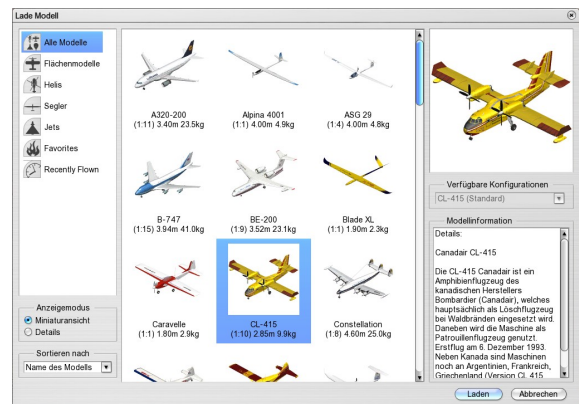 Lade Modell
Alle Modelle
Flächenmodelle
Helis
Segler
Jets
Favorites
Recently Flown
Anzeigemodus
Miniaturansicht
Details
Sortieren nach
Name des Modells
A320-200
(1:11) 3.40m 23.5kg
Alpina 4001
(1:1) 4.00m 4.9kg
ASG 29
(1:4) 4.00m 4.8kg
B-747
(1:15) 3.94m 41.0kg
BE-200
(1:9) 3.52m 23.1kg
Blade XL
(1:1) 1.90m 2.3kg
Caravelle
(1:1) 1.80m 2.9kg
CL-415
(1:10) 2.85m 9.9kg
Constellation
(1:8) 4.60m 25.0kg
Verfügbare Konfigurationen
CL-415 (Standard)
Modellinformation
Details:
Canadair CL-415
Die CL-415 Canadair ist ein
Amphibienflugzeug des
kanadischen Herstellers
Bombardier (Canadair), welches
hauptsächlich als Löschflugzeug
bei Waldbränden eingesetzt wird.
Daneben wird die Maschine als
Patrouillenflugzeug genutzt.
Erstflug am 6. Dezember 1993.
Neben Kanada sind Maschinen
noch an Argentinien, Frankreich,
Griechenland (Version CL 415
Laden
Abbrechen